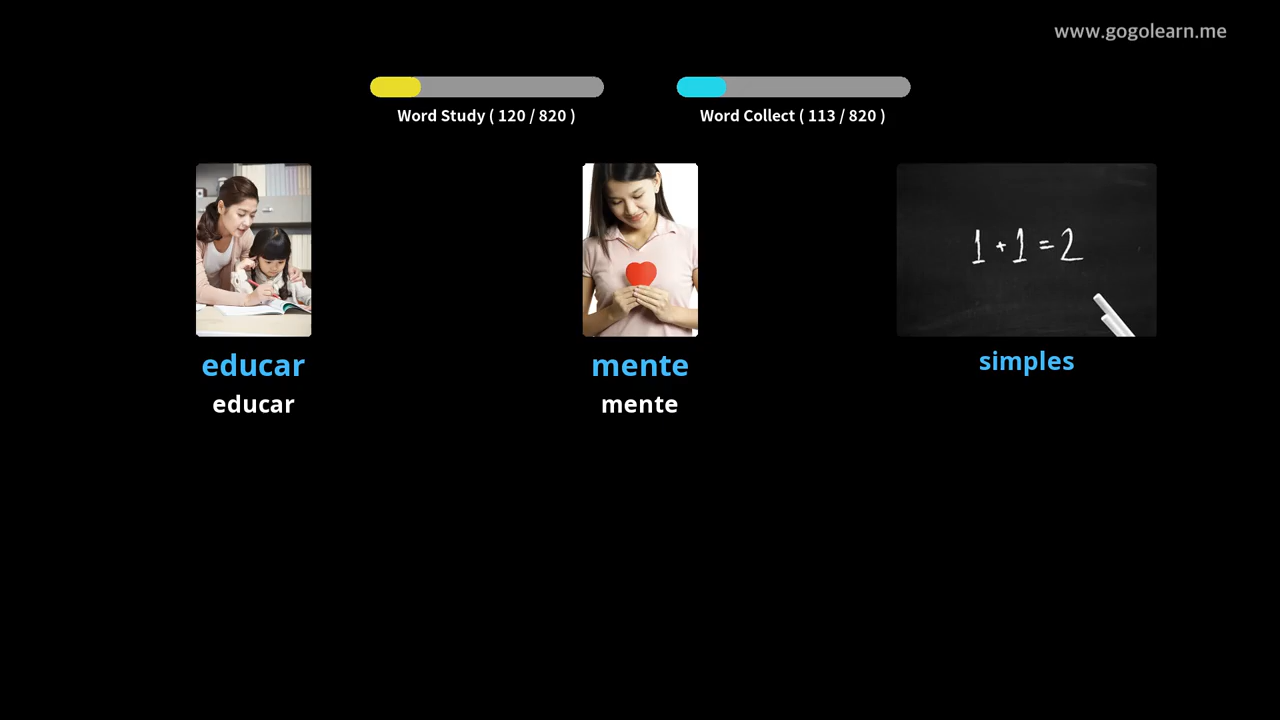 www.gogolearn.me
Word Study ( 120 / 820 )
Word Collect ( 113 / 820 )
1 + 1 = 2
educar
mente
simples
educar
mente